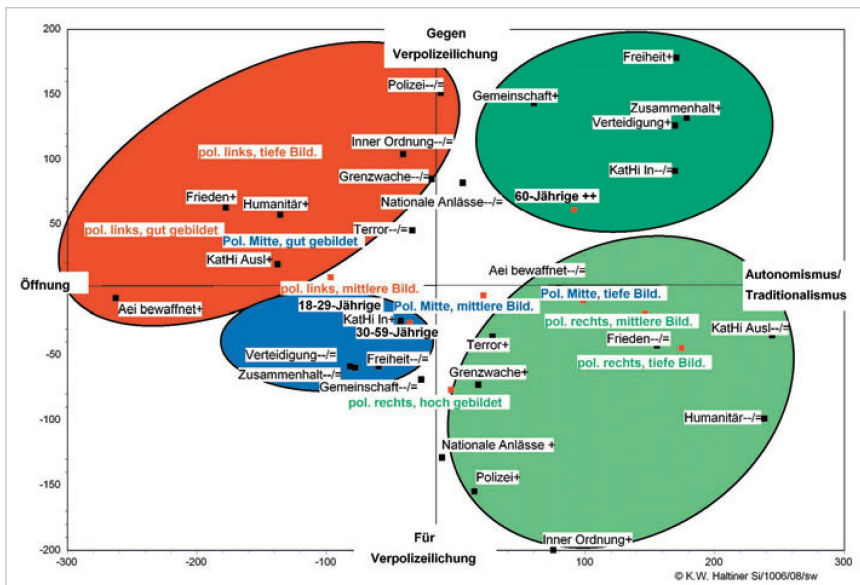 200
Gegen
Verpolizeilichung
Freiheit+
Polizei--/=
150
Gemeinschaft+
Zusammenhalt+
Verteidigung+
Inner Ordnung--/=
100
pol. links, tiefe Bild.
Grenzwache--/=
KatHi In--/=
Frieden+
Humanitär+
Nationale Anlässe--/=
60-Jährige ++
50
pol. links, gut gebildet
Terror--/=
Pol. Mitte, gut gebildet
KatHi Ausl+
Aei bewaffnet--/=
Öffnung
0
pol. links, mittlere Bild.
Autonomismus/
Traditionalismus
Aei bewaffnet+
18-29-Jährige
Pol. Mitte, mittlere Bild.
Pol. Mitte, tiefe Bild.
KatHi In+
pol. rechts, mittlere Bild.
KatHi Ausl--/=
30-59-Jährige
Terror+
Frieden--/=
-50
Verteidigung--/=
Freiheit--/=
pol. rechts, tiefe Bild.
Zusammenhalt--/=
Grenzwache+
Gemeinschaft--/=
pol. rechts, hoch gebildet
-100
Humanitär--/=
Nationale Anlässe +
Polizei+
-150
Für
Verpolizeilichung
Inner Ordnung+
-200
-300
-200
-100
0
100
200
300
© K.W. Haltiner Si/1006/08/sw